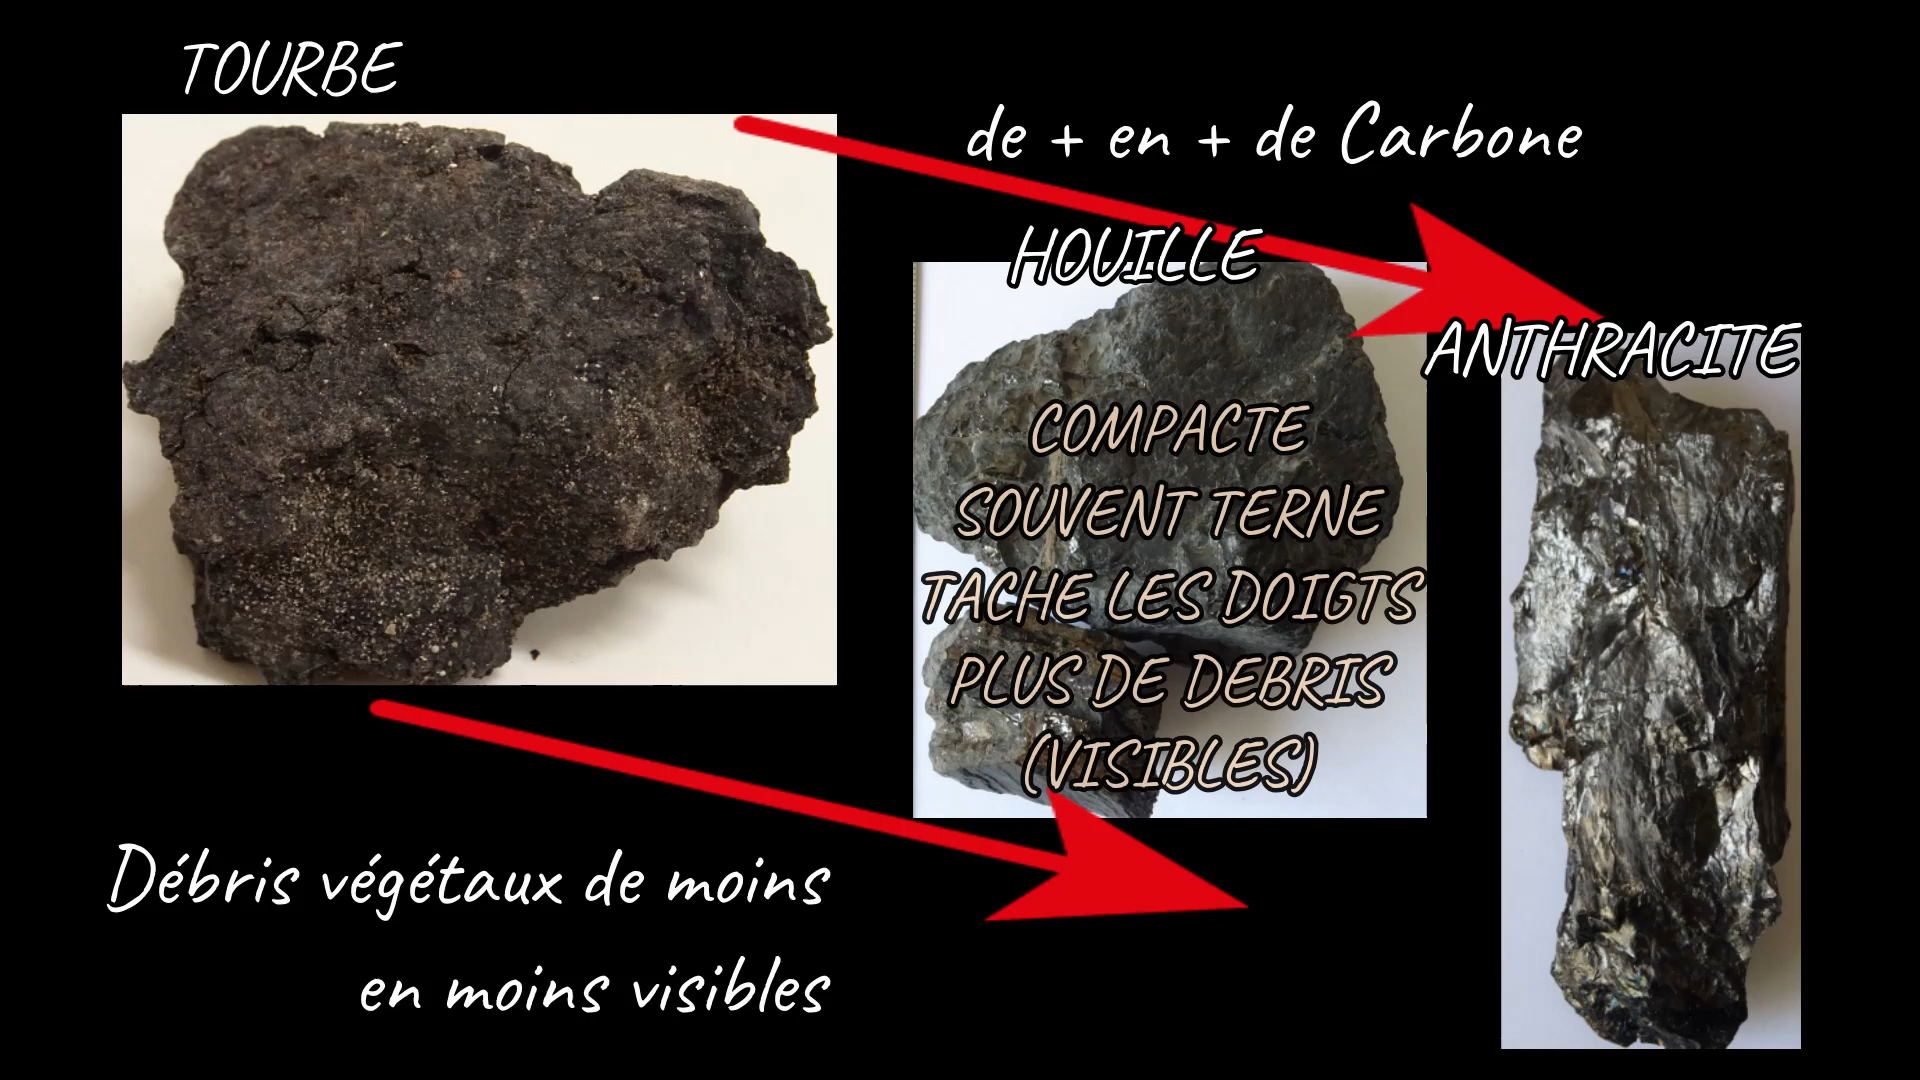 TOURBE
de + en + de Carbone
HOUILLE
ANTHRACITE
COMPACTE
SOUVENT TERNE
TACHE LES DOIGTS
PLUS DE DEBRIS
(VISIBLES)
Débris végétaux de moins
en moins visibles